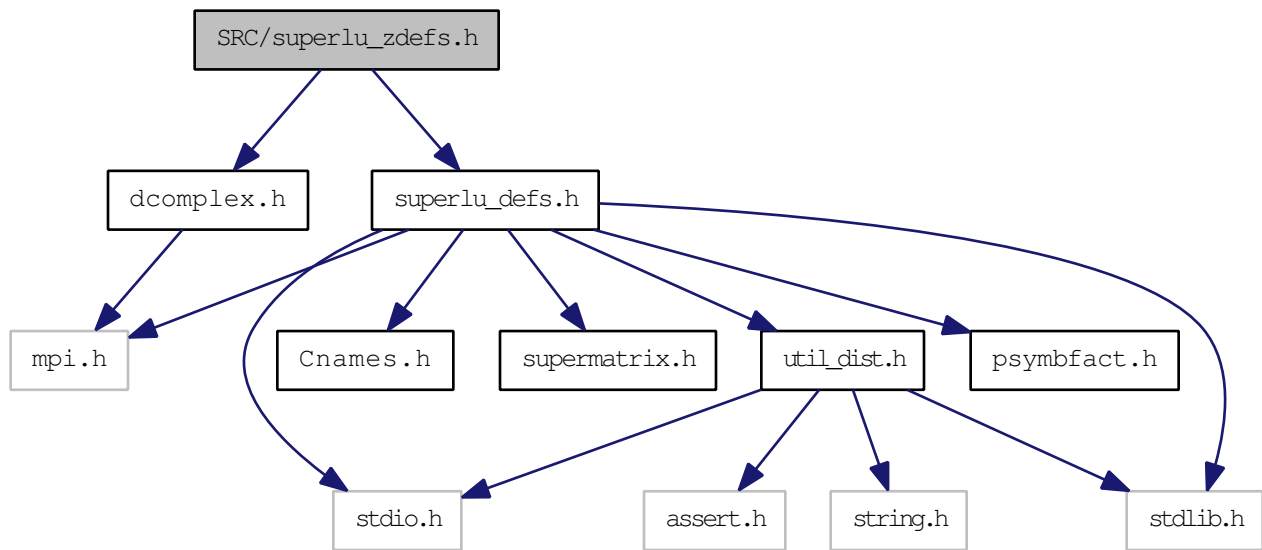 SRC/superlu_zdefs.h
dcomplex.h
superlu_defs.h
mpi.h
Cnames.h
supermatrix.h
util_dist.h
psymbfact.h
stdio.h
assert.h
string.h
stdlib.h